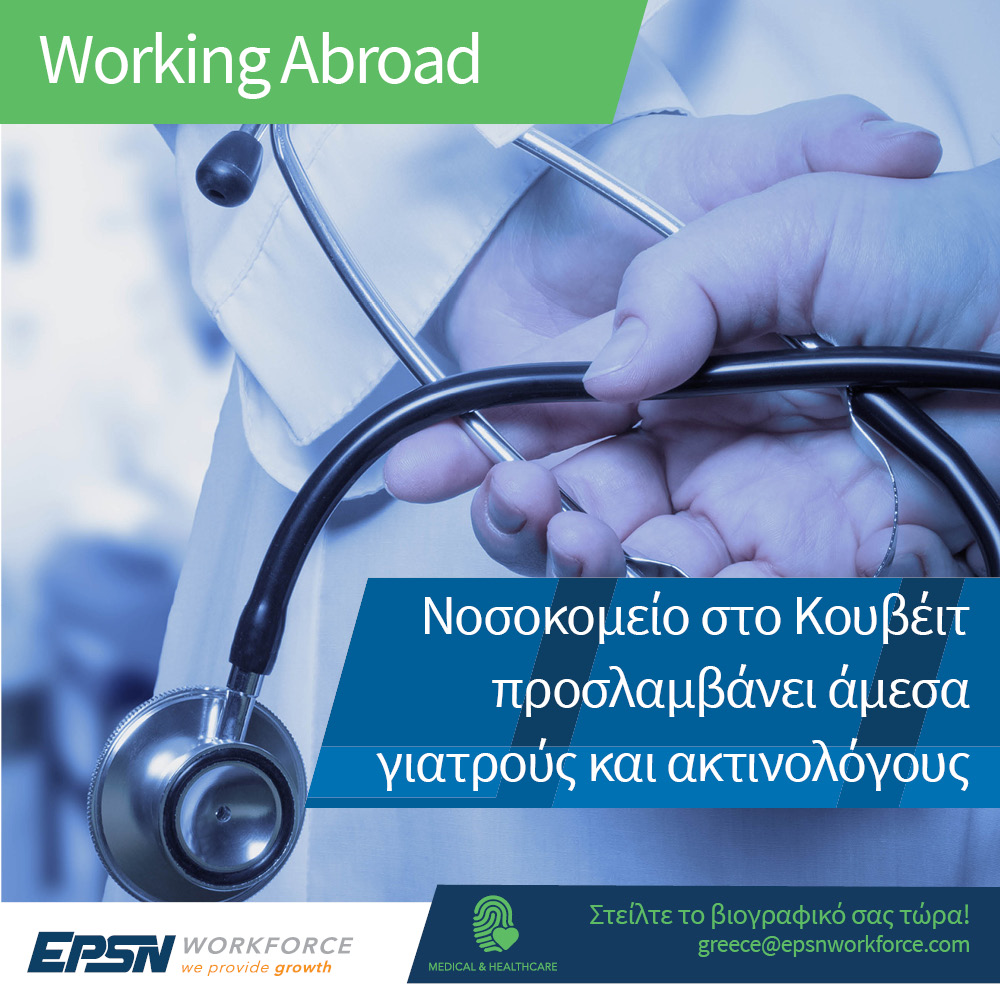 Working Abroad
Νοσοκομείο στο Κουβέιτ
προσλαμβάνει άμεσα
γιατρούς και ακτινολόγους
EPSN WORKFORCE
we provide growth
MEDICAL & HEALTHCARE
Στείλτε το βιογραφικό σας τώρα!
greece@epsnworkforce.com